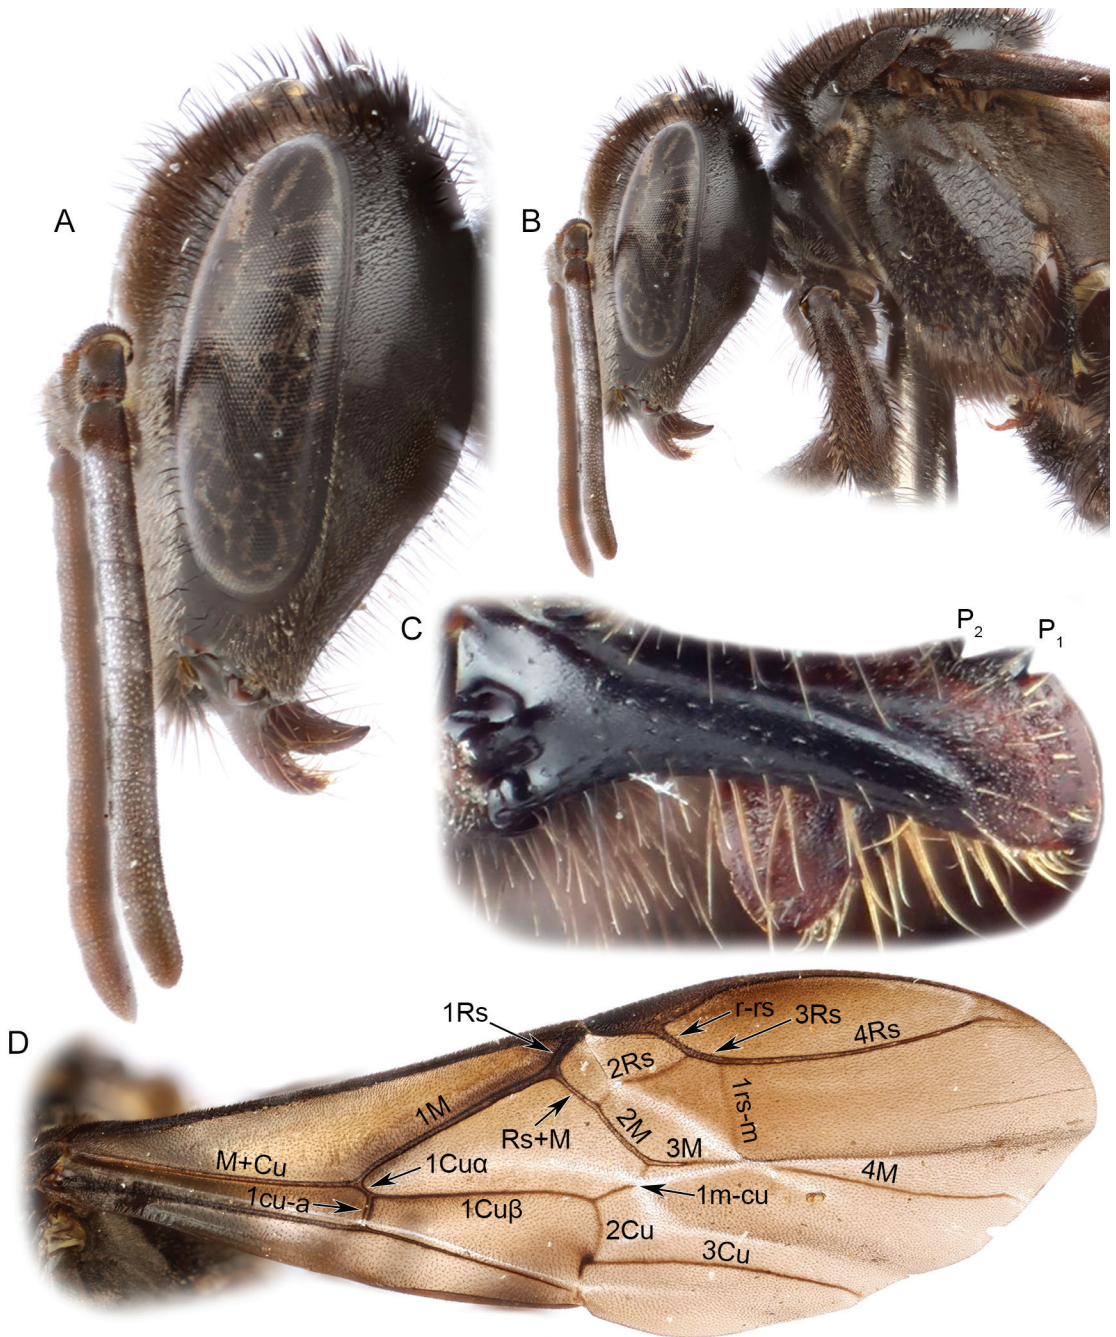 A
B
C
P₂
P₁
D
1Rs
r-rs
3Rs
4Rs
2Rs
1M
Rs+M
2M
1rs-m
3M
4M
M+Cu
1Cuα
1cu-a
1Cuβ
1m-cu
2Cu
3Cu